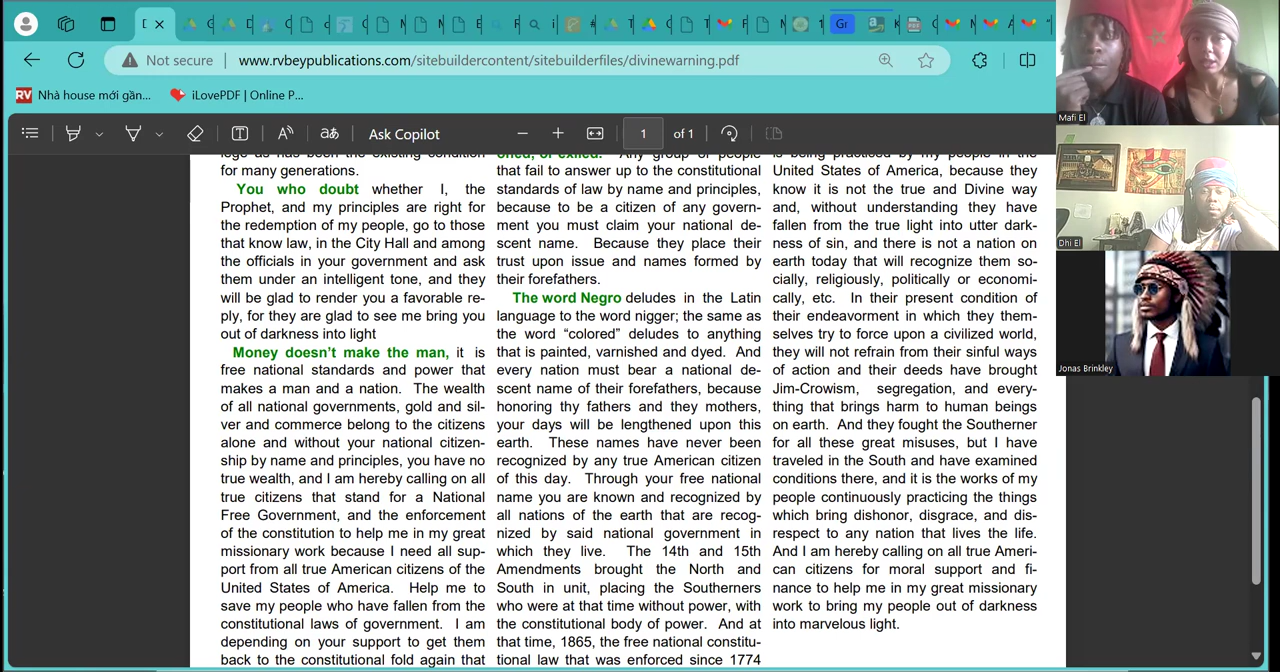 Not secure
www.rvbeypublications.com/sitebuildercontent/sitebuilderfiles/divinewarning.pdf
Nhà house mới gần...
iLovePDF | Online P...
Ask Copilot
1
of 1
lege as has been the existing condition
for many generations.
You who doubt whether I, the
Prophet, and my principles are right for
the redemption of my people, go to those
that know law, in the City Hall and among
the officials in your government and ask
them under an intelligent tone, and they
will be glad to render you a favorable re-
ply, for they are glad to see me bring you
out of darkness into light
Money doesn't make the man, it is
free national standards and power that
makes a man and a nation. The wealth
of all national governments, gold and sil-
ver and commerce belong to the citizens
alone and without your national citizen-
ship by name and principles, you have no
true wealth, and I am hereby calling on all
true citizens that stand for a National
Free Government, and the enforcement
of the constitution to help me in my great
missionary work because I need all sup-
port from all true American citizens of the
United States of America. Help me to
save my people who have fallen from the
constitutional laws of government. I am
depending on your support to get them
back to the constitutional fold again that
oned, or exiled. Any group of people
that fail to answer up to the constitutional
standards of law by name and principles,
because to be a citizen of any govern-
ment you must claim your national de-
scent name. Because they place their
trust upon issue and names formed by
their forefathers.
The word Negro deludes in the Latin
language to the word nigger; the same as
the word “colored” deludes to anything
that is painted, varnished and dyed. And
every nation must bear a national de-
scent name of their forefathers, because
honoring thy fathers and they mothers,
your days will be lengthened upon this
earth. These names have never been
recognized by any true American citizen
of this day. Through your free national
name you are known and recognized by
all nations of the earth that are recog-
nized by said national government in
which they live. The 14th and 15th
Amendments brought the North and
South in unit, placing the Southerners
who were at that time without power, with
the constitutional body of power. And at
that time, 1865, the free national constitu-
tional law that was enforced since 1774
is being practised by my people in the
United States of America, because they
know it is not the true and Divine way
and, without understanding they have
fallen from the true light into utter dark-
ness of sin, and there is not a nation on
earth today that will recognize them so-
cially, religiously, politically or economi-
cally, etc. In their present condition of
their endeavorment in which they them-
selves try to force upon a civilized world,
they will not refrain from their sinful ways
of action and their deeds have brought
Jim-Crowism, segregation, and every-
thing that brings harm to human beings
on earth. And they fought the Southerner
for all these great misuses, but I have
traveled in the South and have examined
conditions there, and it is the works of my
people continuously practicing the things
which bring dishonor, disgrace, and dis-
respect to any nation that lives the life.
And I am hereby calling on all true Ameri-
can citizens for moral support and fi-
nance to help me in my great missionary
work to bring my people out of darkness
into marvelous light.
Mafi El
Dhi El
Jonas Brinkley